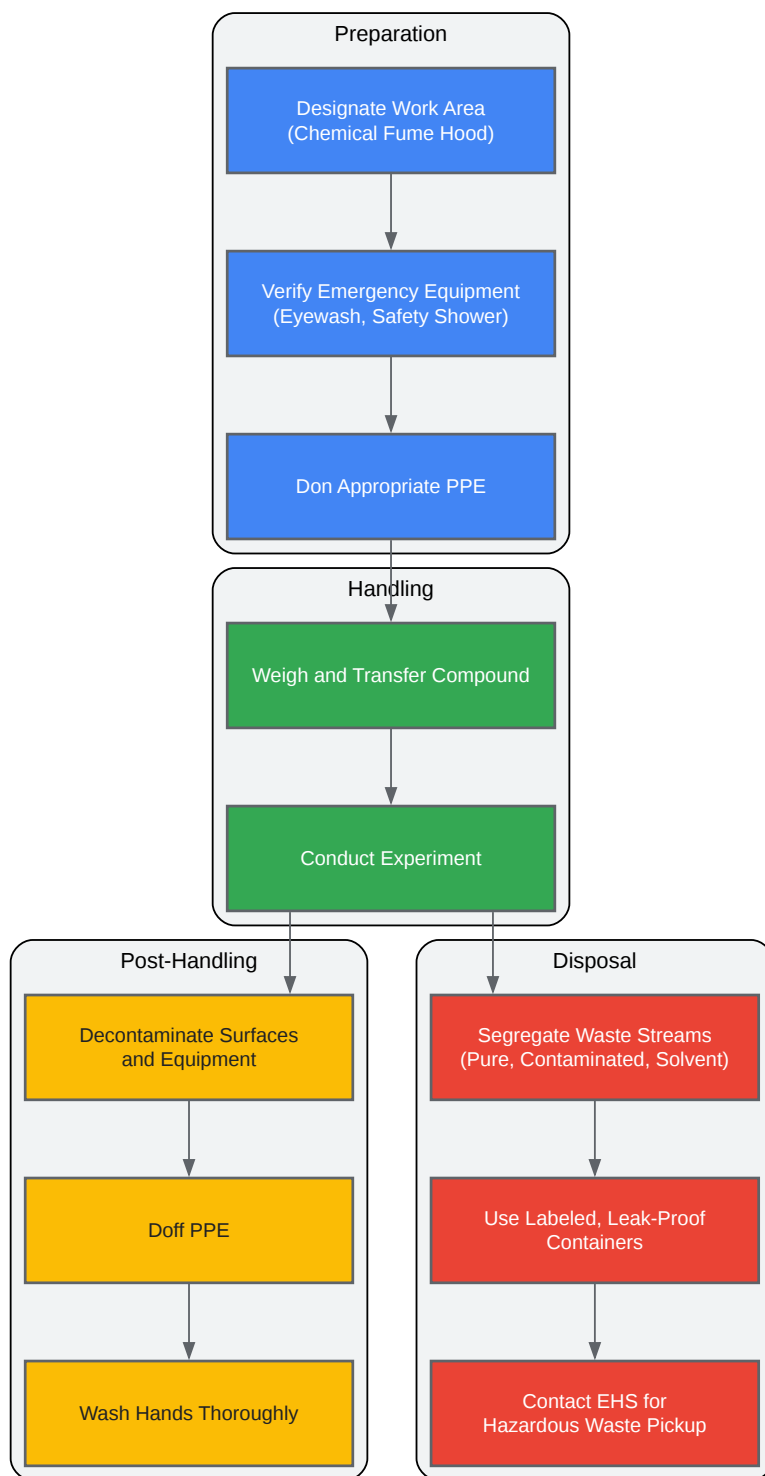 Preparation
Designate Work Area
(Chemical Fume Hood)
Verify Emergency Equipment
(Eyewash, Safety Shower)
Don Appropriate PPE
Handling
Weigh and Transfer Compound
Conduct Experiment
Post-Handling
Decontaminate Surfaces
and Equipment
Doff PPE
Wash Hands Thoroughly
Disposal
Segregate Waste Streams
(Pure, Contaminated, Solvent)
Use Labeled, Leak-Proof
Containers
Contact EHS for
Hazardous Waste Pickup